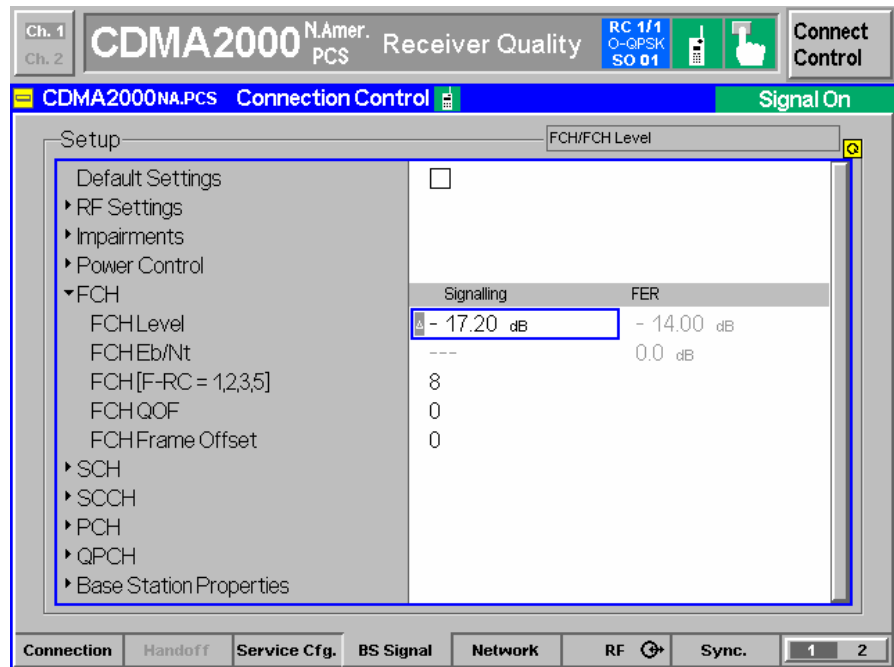 Ch. 1
Ch. 2
CDMA2000 N.Amer. PCS Receiver Quality
RC 1/1
O-QPSK
SO 01
Connect
Control
CDMA2000 NA.PCS Connection Control
Signal On
Setup
FCH/FCH Level
Default Settings
RF Settings
Impairments
Power Control
FCH Signalling FER
FCH Level - 17.20 dB - 14.00 dB
FCH Eb/Nt --- 0.0 dB
FCH [F-RC = 1,2,3,5] 8
FCH QOF 0
FCH Frame Offset 0
SCH
SCCH
PCH
QPCH
Base Station Properties
Connection Handoff Service Cfg. BS Signal Network RF Sync. 1 2